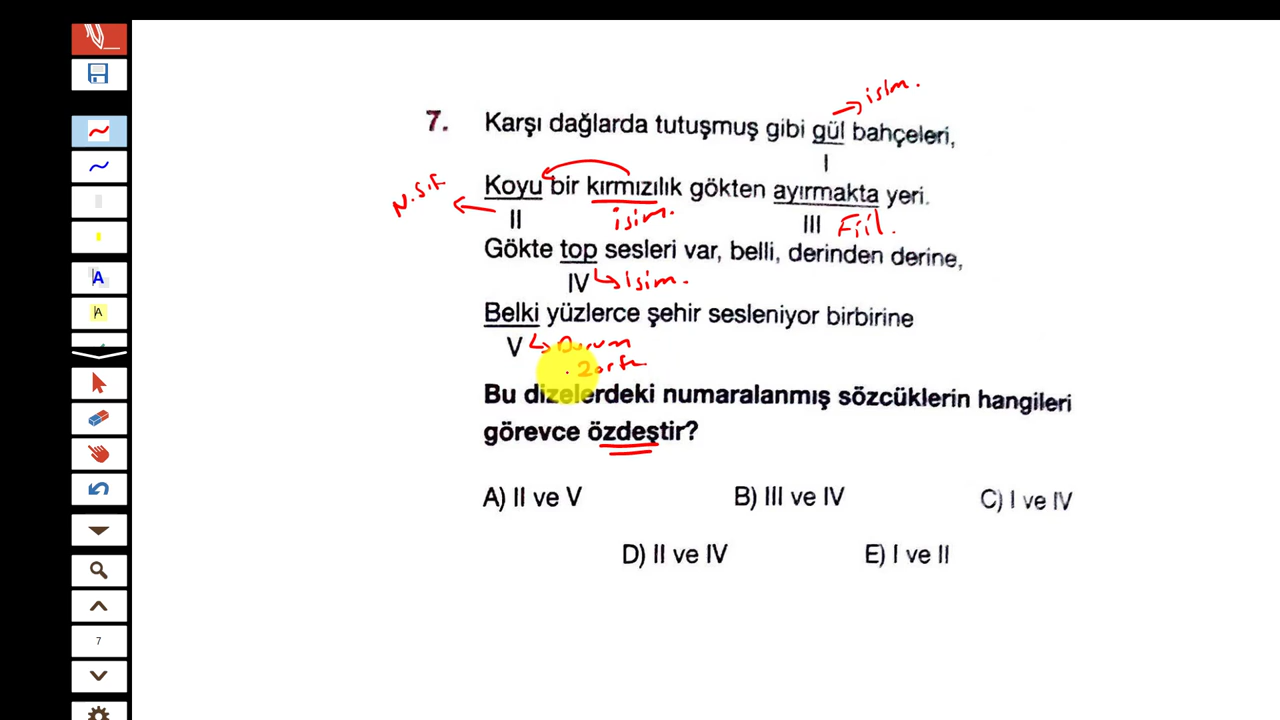 isim.
7. Karşı dağlarda tutuşmuş gibi gül bahçeleri,
I
N.Sıf
Koyu bir kırmızılık gökten ayırmakta yeri.
II isim. III Fiil.
Gökte top sesleri var, belli, derinden derine,
IV isim.
Belki yüzlerce şehir sesleniyor birbirine
V Durum
Zarfı
Bu dizelerdeki numaralanmış sözcüklerin hangileri
görevce özdeştir?
A) II ve V B) III ve IV C) I ve IV
D) II ve IV E) I ve II
A
A
7